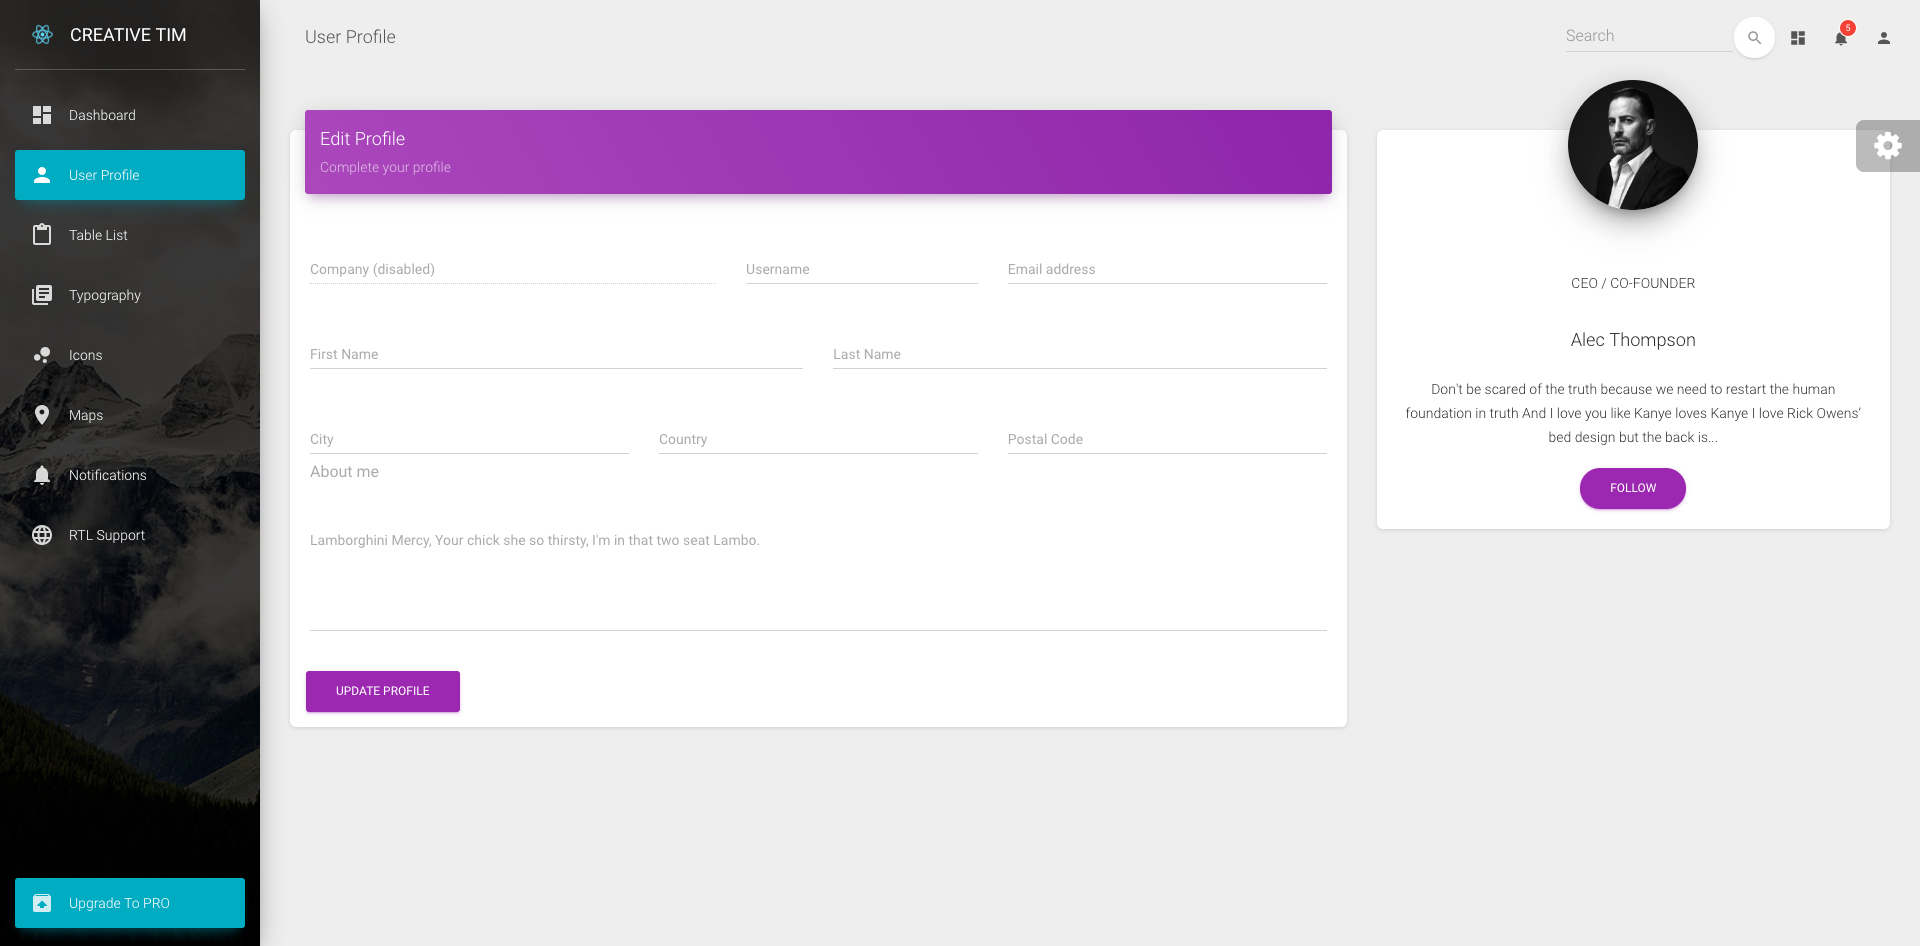 CREATIVE TIM
Dashboard
User Profile
Table List
Typography
Icons
Maps
Notifications
RTL Support
Upgrade To PRO
User Profile
Search
5
Edit Profile
Complete your profile
Company (disabled)
Username
Email address
First Name
Last Name
City
Country
Postal Code
About me
Lamborghini Mercy, Your chick she so thirsty, I'm in that two seat Lambo.
UPDATE PROFILE
CEO / CO-FOUNDER
Alec Thompson
Don't be scared of the truth because we need to restart the human
foundation in truth And I love you like Kanye loves Kanye I love Rick Owens'
bed design but the back is...
FOLLOW